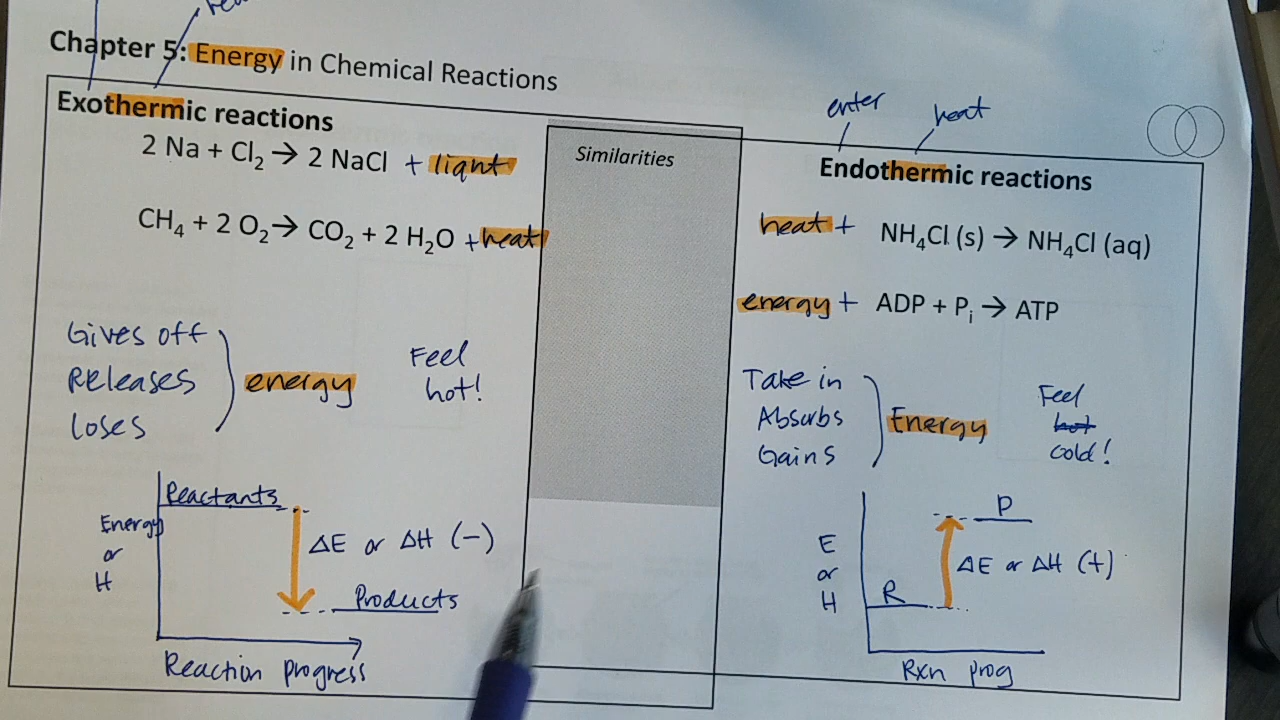 Chapter 5: Energy in Chemical Reactions
Exothermic reactions
2 Na + Cl₂ → 2 NaCl + light
CH₄ + 2 O₂ → CO₂ + 2 H₂O + heat
Gives off
Releases
loses
energy
Feel
hot!
Reactants
Energy
or
H
ΔE or ΔH (-)
Products
Reaction progress
Similarities
enter
heat
Endothermic reactions
heat + NH₄Cl (s) → NH₄Cl (aq)
energy + ADP + Pᵢ → ATP
Take in
Absorbs
Gains
Energy
Feel
hot
cold!
E
or
H
P
ΔE or ΔH (+)
R
Rxn prog